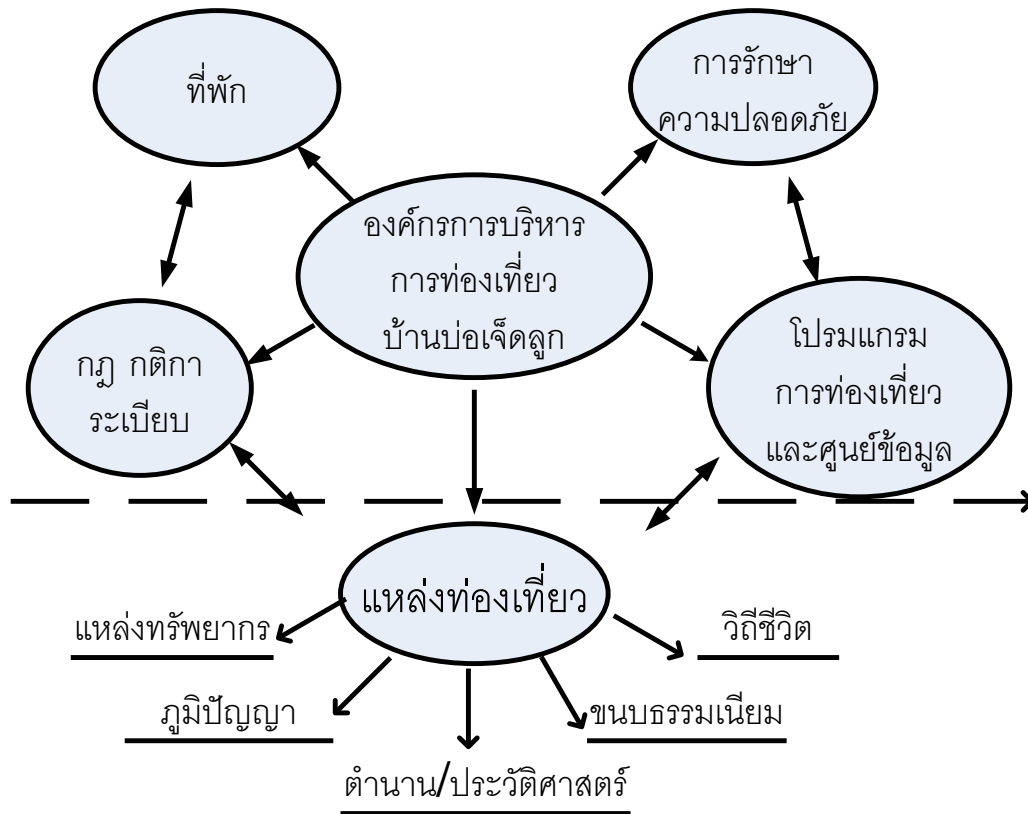 ที่พัก
การรักษา
ความปลอดภัย
องค์กรการบริหาร
การท่องเที่ยว
บ้านบ่อเจ็ดลูก
กฎ กติกา
ระเบียบ
โปรมแกรม
การท่องเที่ยว
และศูนย์ข้อมูล
แหล่งท่องเที่ยว
แหล่งทรัพยากร
วิถีชีวิต
ภูมิปัญญา
ขนบธรรมเนียม
ตำนาน/ประวัติศาสตร์